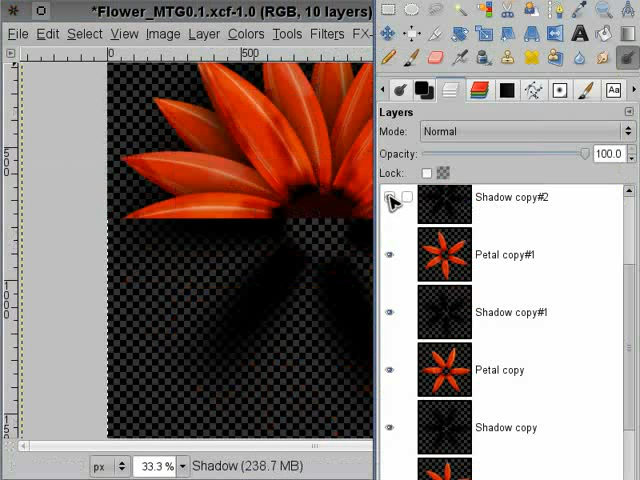 *Flower_MTG0.1.xcf-1.0 (RGB, 10 layers)
File Edit Select View Image Layer Colors Tools Filters FX-
0 500
Layers
Mode: Normal
Opacity: 100.0
Lock:
Shadow copy#2
Petal copy#1
Shadow copy#1
Petal copy
Shadow copy
px 33.3 % Shadow (238.7 MB)